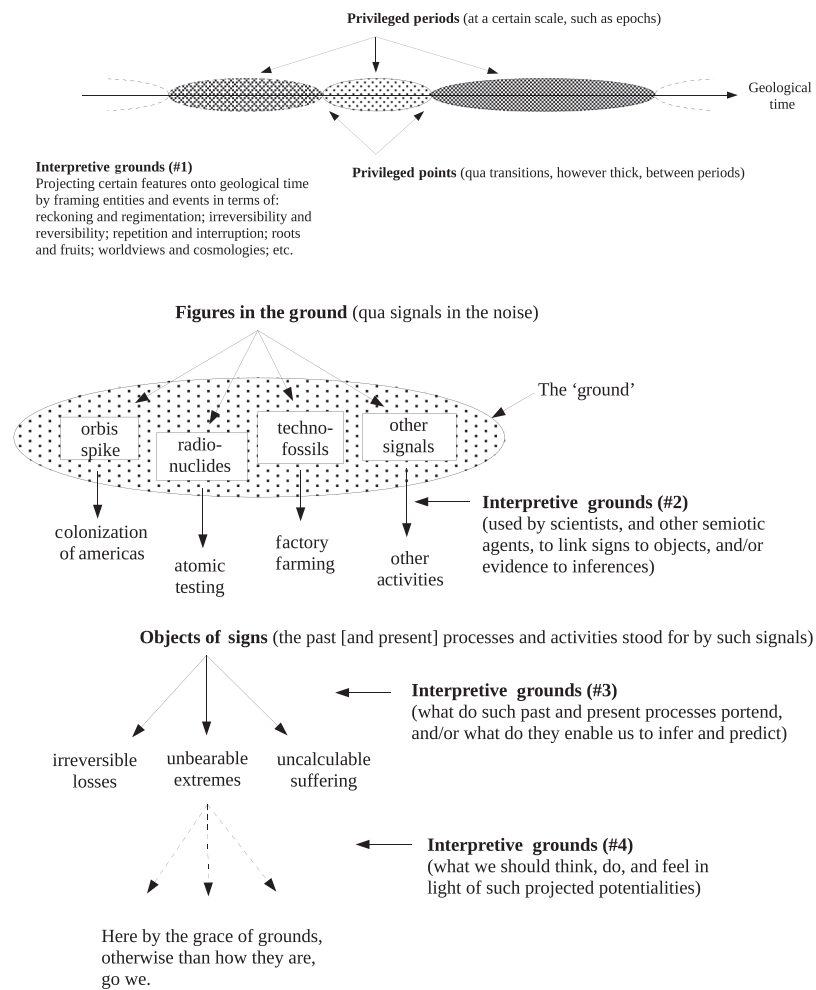 Privileged periods (at a certain scale, such as epochs)
Geological
time
Interpretive grounds (#1)
Projecting certain features onto geological time
by framing entities and events in terms of:
reckoning and regimentation; irreversibility and
reversibility; repetition and interruption; roots
and fruits; worldviews and cosmologies; etc.
Privileged points (qua transitions, however thick, between periods)
Figures in the ground (qua signals in the noise)
The ‘ground’
orbis
spike
radio-
nuclides
techno-
fossils
other
signals
colonization
of americas
atomic
testing
factory
farming
other
activities
Interpretive grounds (#2)
(used by scientists, and other semiotic
agents, to link signs to objects, and/or
evidence to inferences)
Objects of signs (the past [and present] processes and activities stood for by such signals)
Interpretive grounds (#3)
(what do such past and present processes portend,
and/or what do they enable us to infer and predict)
irreversible
losses
unbearable
extremes
uncalculable
suffering
Interpretive grounds (#4)
(what we should think, do, and feel in
light of such projected potentialities)
Here by the grace of grounds,
otherwise than how they are,
go we.